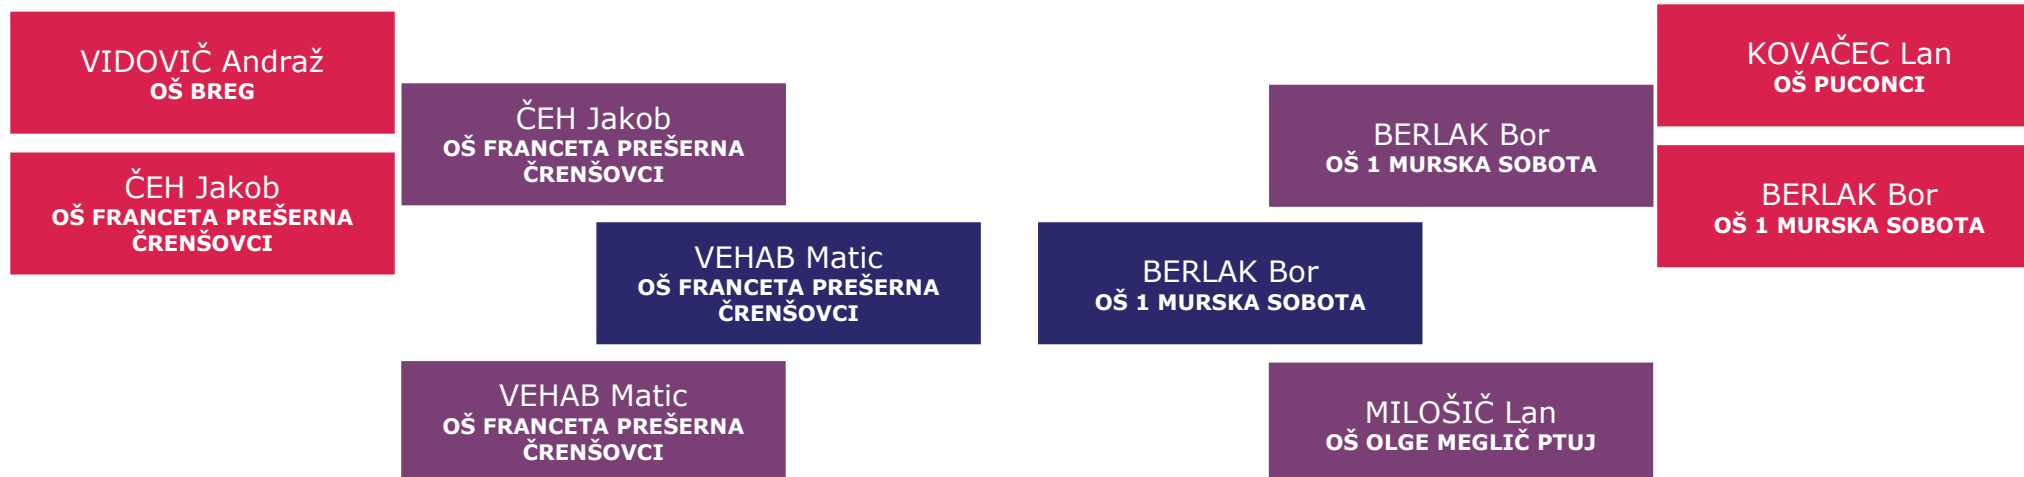 VIDOVIČ Andraž
OŠ BREG
ČEH Jakob
OŠ FRANCETA PREŠERNA
ČRENŠOVCI
ČEH Jakob
OŠ FRANCETA PREŠERNA
ČRENŠOVCI
VEHAB Matic
OŠ FRANCETA PREŠERNA
ČRENŠOVCI
VEHAB Matic
OŠ FRANCETA PREŠERNA
ČRENŠOVCI
KOVAČEC Lan
OŠ PUCONCI
BERLAK Bor
OŠ 1 MURSKA SOBOTA
BERLAK Bor
OŠ 1 MURSKA SOBOTA
BERLAK Bor
OŠ 1 MURSKA SOBOTA
MILOŠIČ Lan
OŠ OLGE MEGLIČ PTUJ